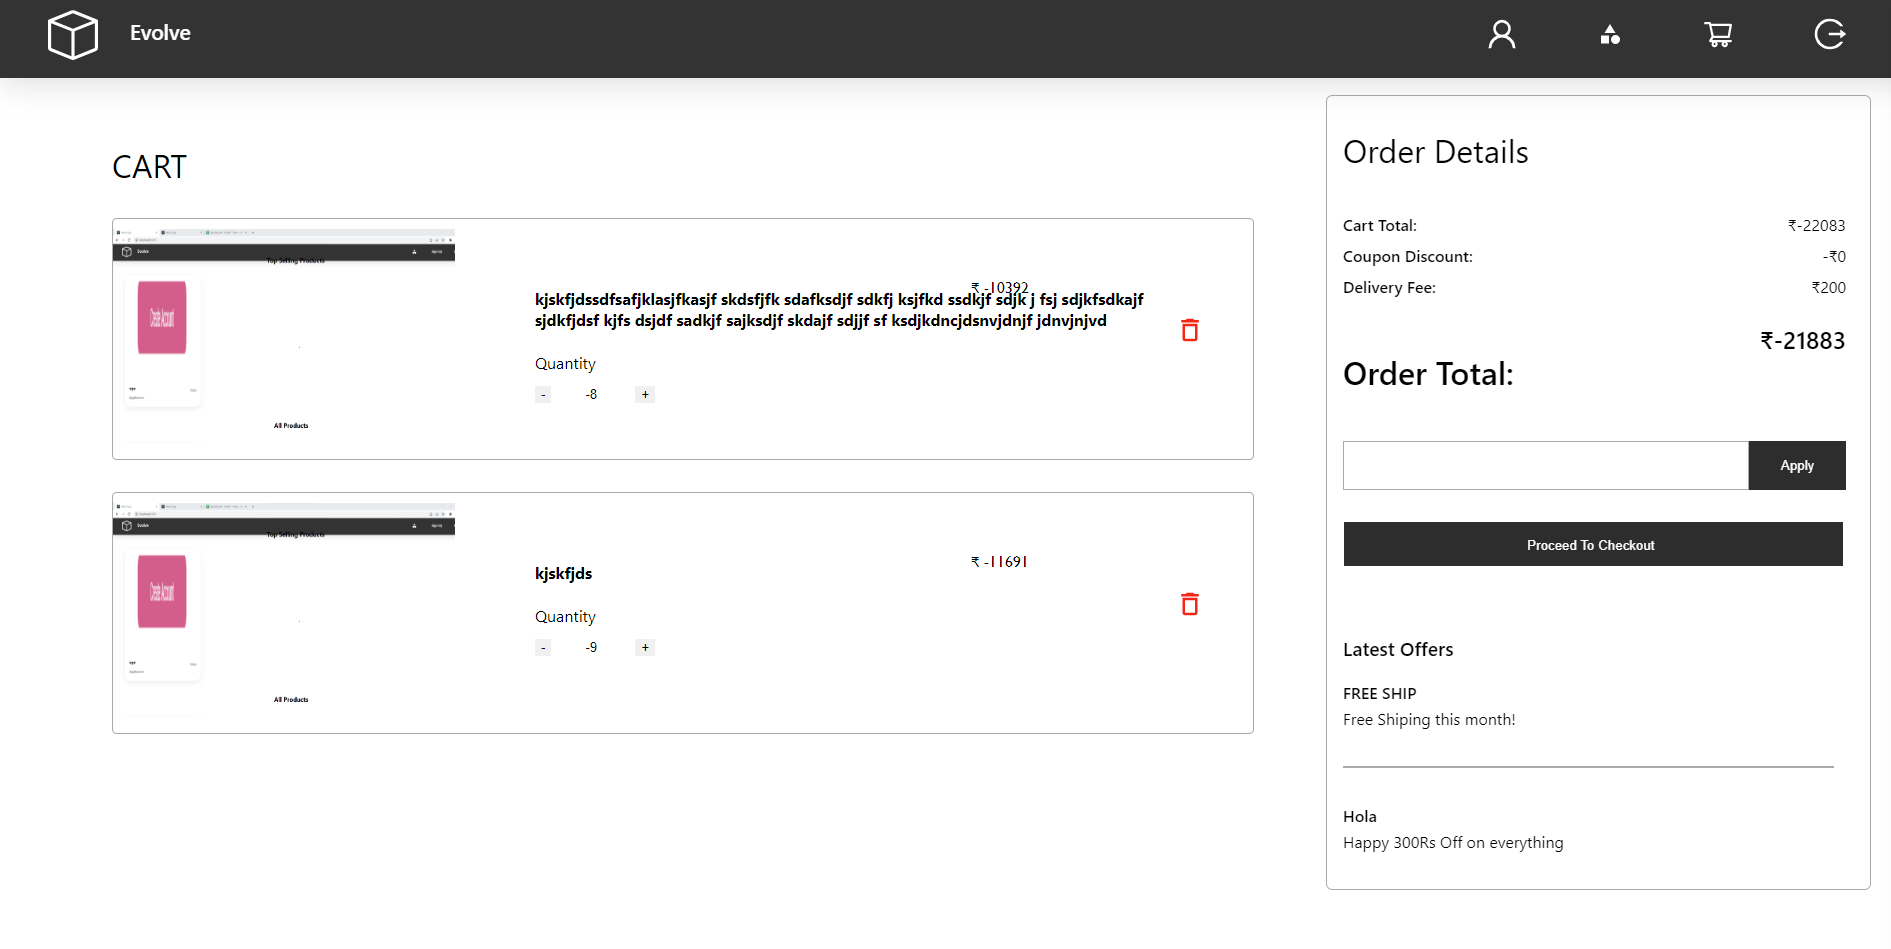 Evolve
CART
Top Selling Products
Create Account
All Products
₹ -10392
kjskfjdssdfsafjklasjfkasjf skdsfjfk sdafksdjf sdkfj ksjfkd ssdkjf sdjk j fsj sdjkfsdkajf
sjdkfjdsf kjfs dsjdf sadkjf sajksdjf skdajf sdjjf sf ksdjkdncjdsnvjdnjf jdnvjnjvd
Quantity
- -8 +
Evolve
Top Selling Products
Create Account
All Products
₹ -11691
kjskfjds
Quantity
- -9 +
Order Details
Cart Total: ₹-22083
Coupon Discount: -₹0
Delivery Fee: ₹200
₹-21883
Order Total:
Apply
Proceed To Checkout
Latest Offers
FREE SHIP
Free Shiping this month!
Hola
Happy 300Rs Off on everything